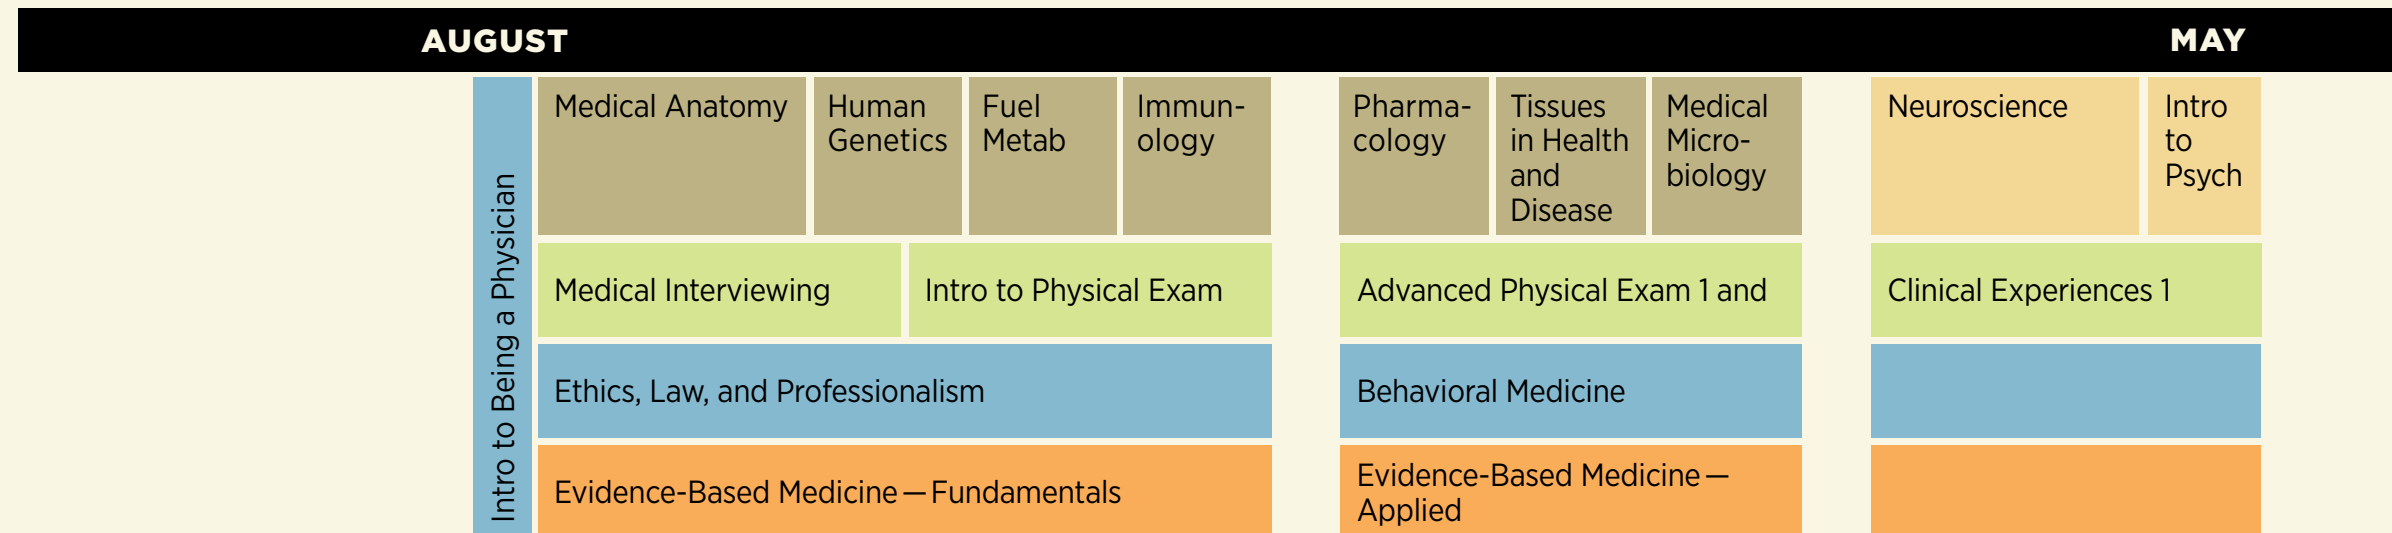 AUGUST
MAY
Intro to Being a Physician
Medical Anatomy
Human
Genetics
Fuel
Metab
Immun-
ology
Pharma-
cology
Tissues
in Health
and
Disease
Medical
Micro-
biology
Neuroscience
Intro
to
Psych
Medical Interviewing
Intro to Physical Exam
Advanced Physical Exam 1 and
Clinical Experiences 1
Ethics, Law, and Professionalism
Behavioral Medicine
Evidence-Based Medicine — Fundamentals
Evidence-Based Medicine —
Applied